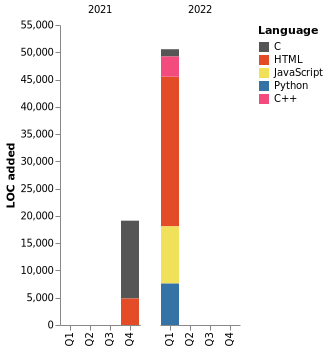 2021
2022
55,000
50,000
45,000
40,000
35,000
30,000
25,000
20,000
15,000
10,000
5,000
0
LOC added
Q1
Q2
Q3
Q4
Q1
Q2
Q3
Q4
Language
C
HTML
JavaScript
Python
C++